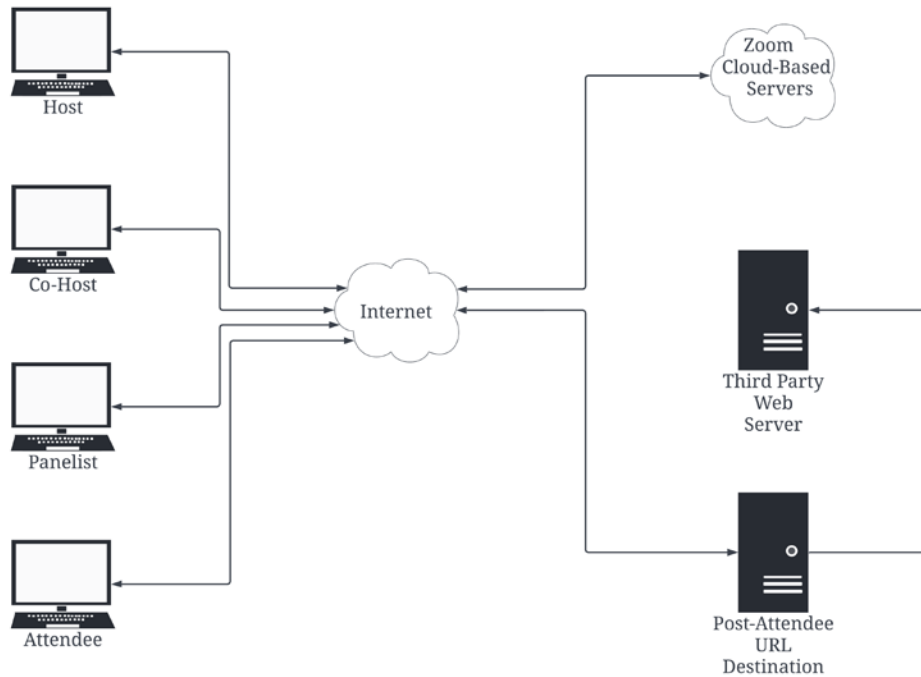 Host
Co-Host
Panelist
Attendee
Internet
Zoom
Cloud-Based
Servers
Third Party
Web
Server
Post-Attendee
URL
Destination